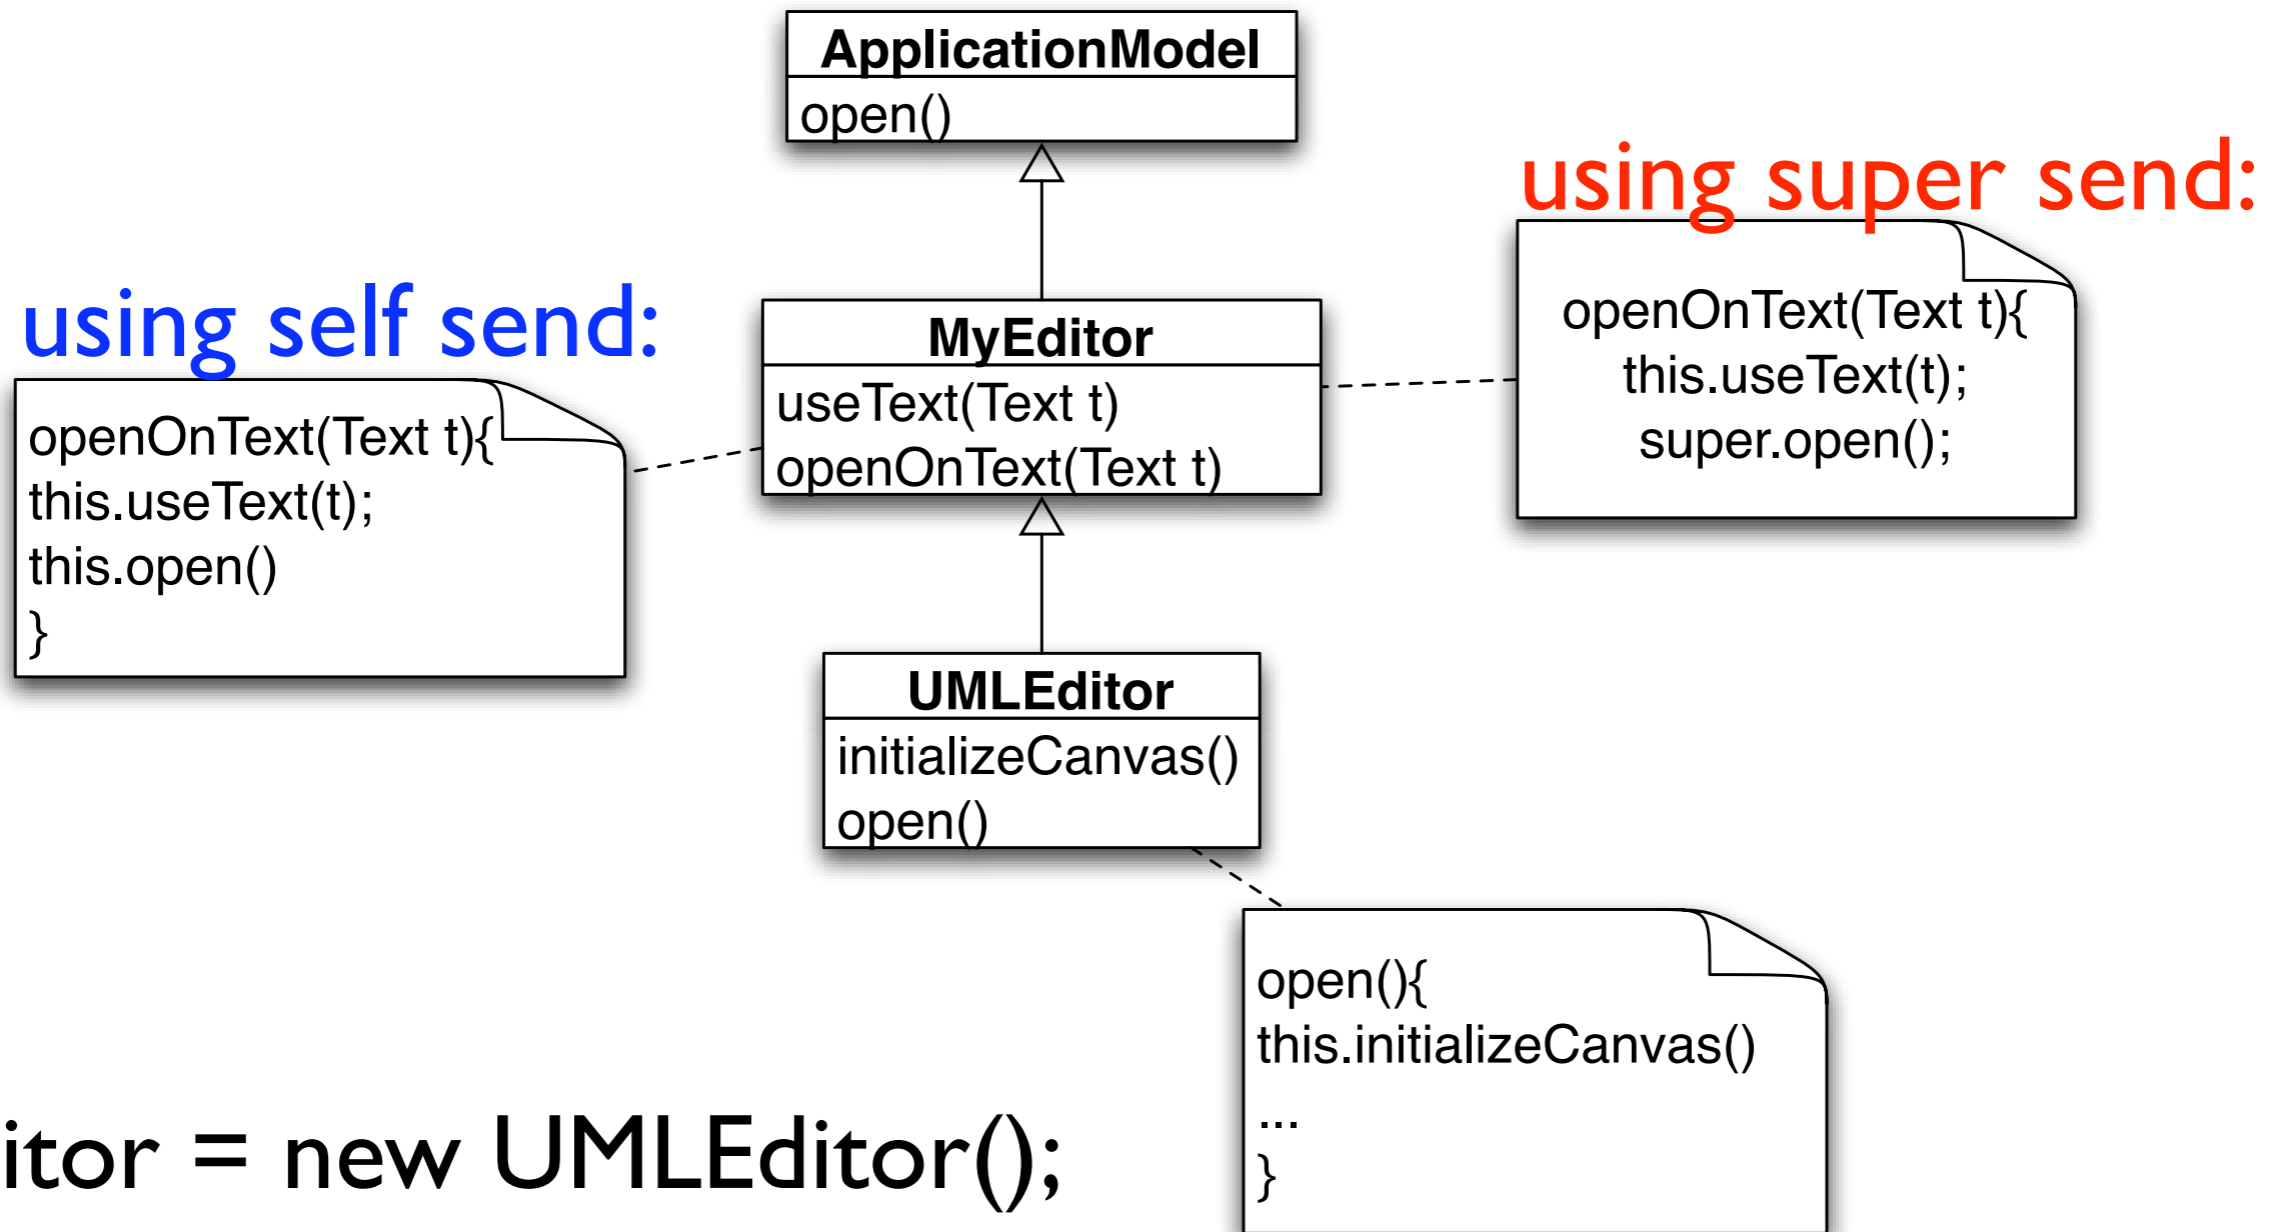 ApplicationModel
open()
using super send:
openOnText(Text t){
this.useText(t);
super.open();
using self send:
openOnText(Text t){
this.useText(t);
this.open()
}
MyEditor
useText(Text t)
openOnText(Text t)
UMLEditor
initializeCanvas()
open()
open(){
this.initializeCanvas()
...
}
itor = new UMLEditor();